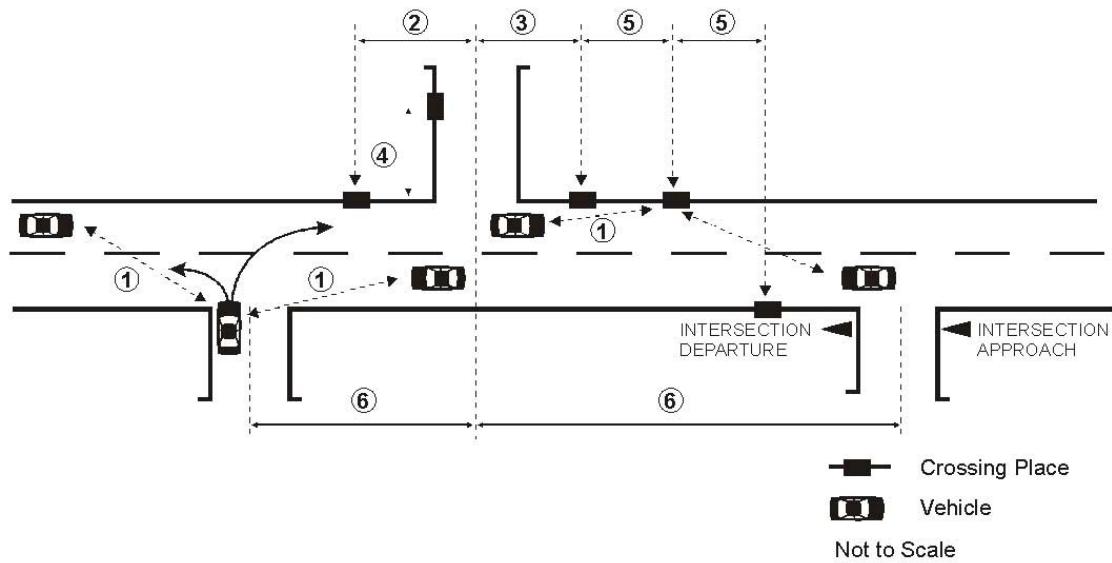 ② ③ ⑤ ⑤
④
①
① ①
INTERSECTION
DEPARTURE
INTERSECTION
APPROACH
⑥ ⑥
Crossing Place
Vehicle
Not to Scale